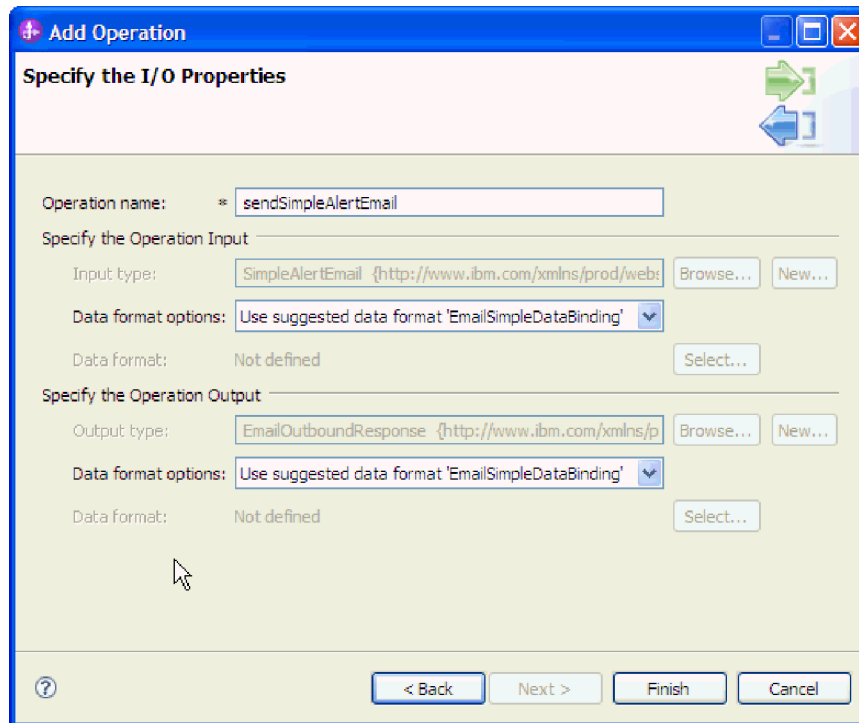 Add Operation
Specify the I/O Properties
Operation name: * sendSimpleAlertEmail
Specify the Operation Input
Input type: SimpleAlertEmail {http://www.ibm.com/xmlns/prod/webs Browse... New...
Data format options: Use suggested data format 'EmailSimpleDataBinding'
Data format: Not defined Select...
Specify the Operation Output
Output type: EmailOutboundResponse {http://www.ibm.com/xmlns/p Browse... New...
Data format options: Use suggested data format 'EmailSimpleDataBinding'
Data format: Not defined Select...
? < Back Next > Finish Cancel